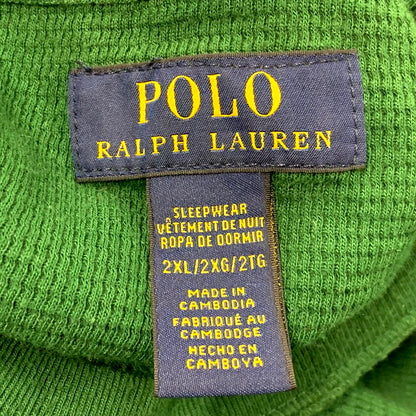 POLO
RALPH LAUREN
SLEEPWEAR
VÊTEMENT DE NUIT
ROPA DE DORMIR
2XL/2XG/2TG
MADE IN
CAMBODIA
FABRIQUÉ AU
CAMBODGE
HECHO EN
CAMBOYA